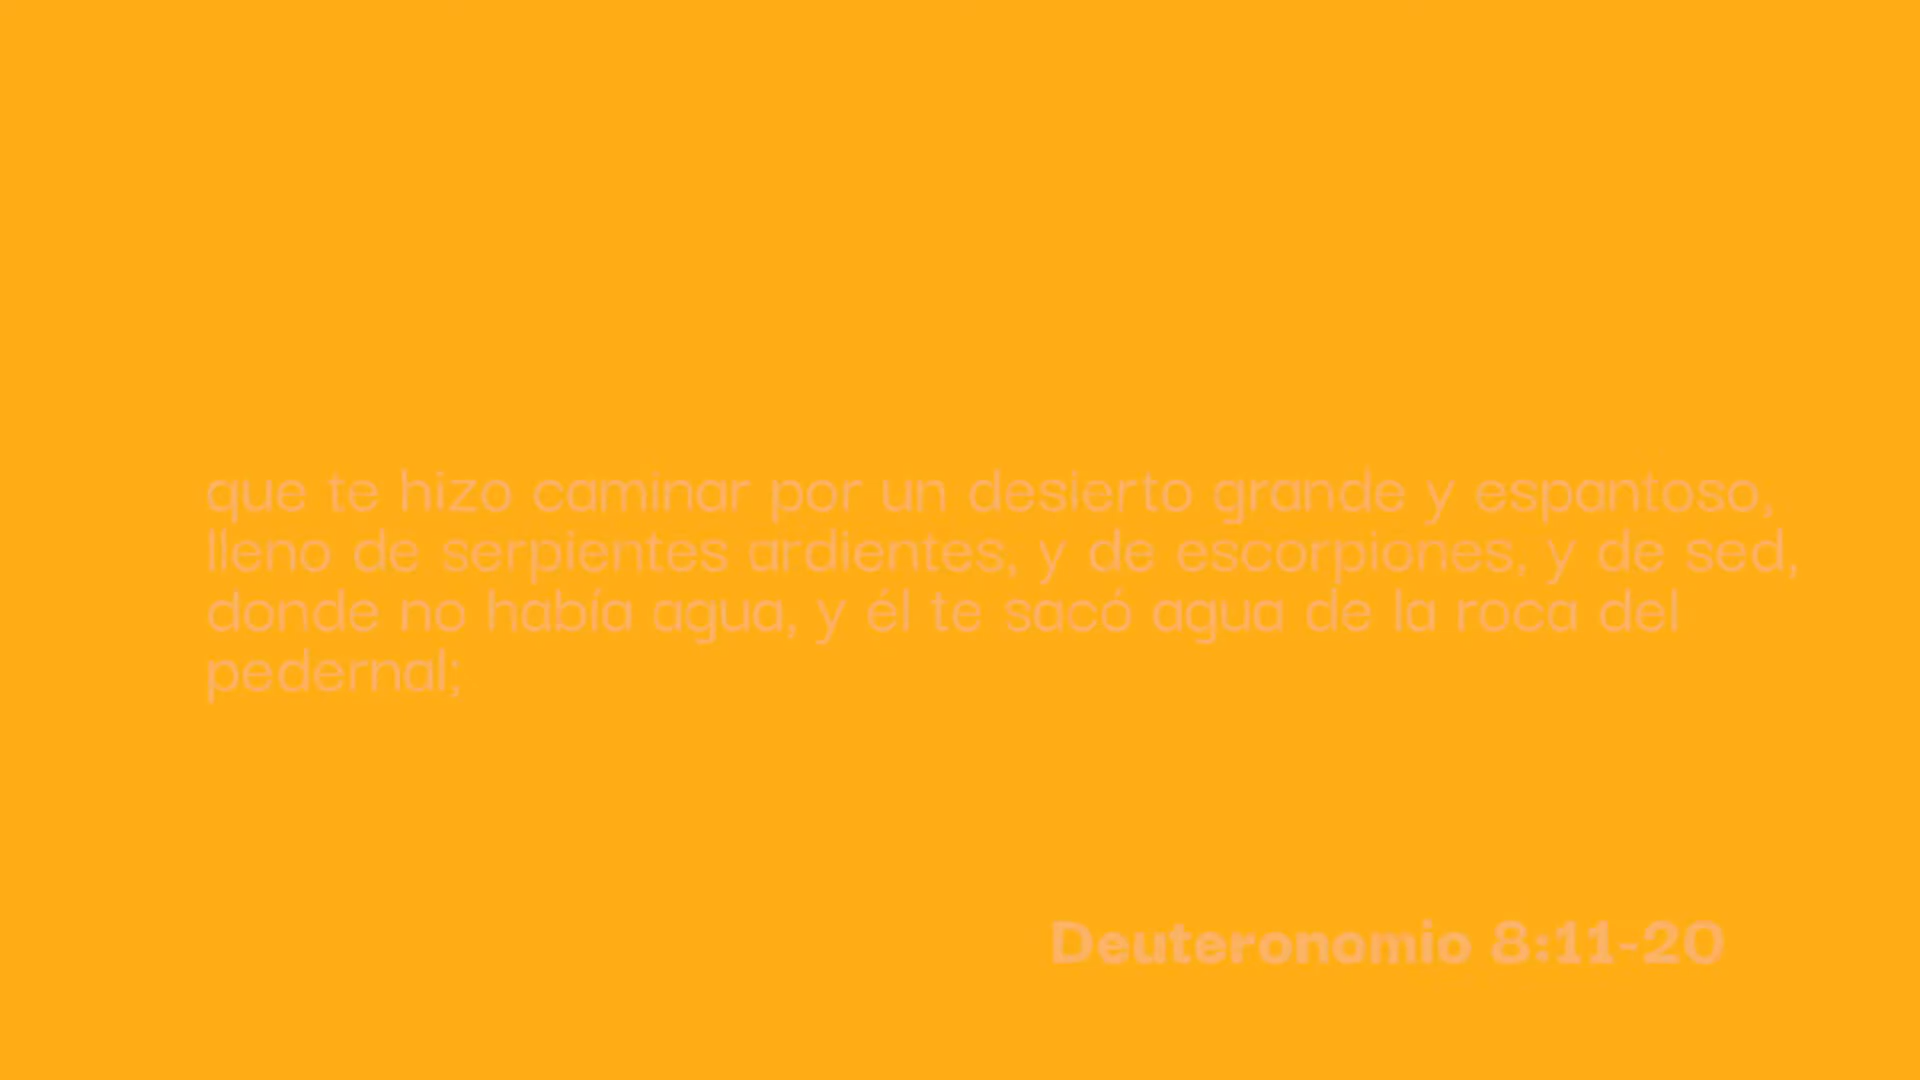 que te hizo caminar por un desierto grande y espantoso,
lleno de serpientes ardientes, y de escorpiones, y de sed,
donde no había agua, y él te sacó agua de la roca del
pedernal;
Deuteronomio 8:11-20